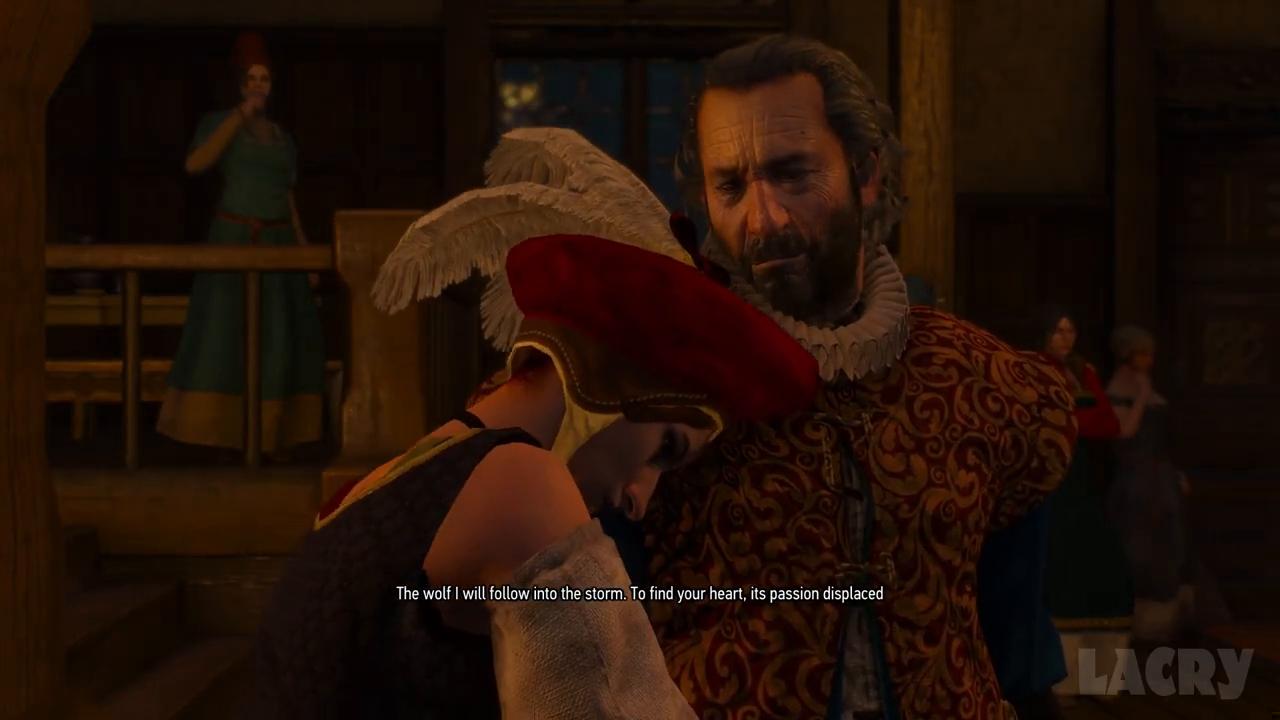 The wolf I will follow into the storm. To find your heart, its passion displaced
LACRY